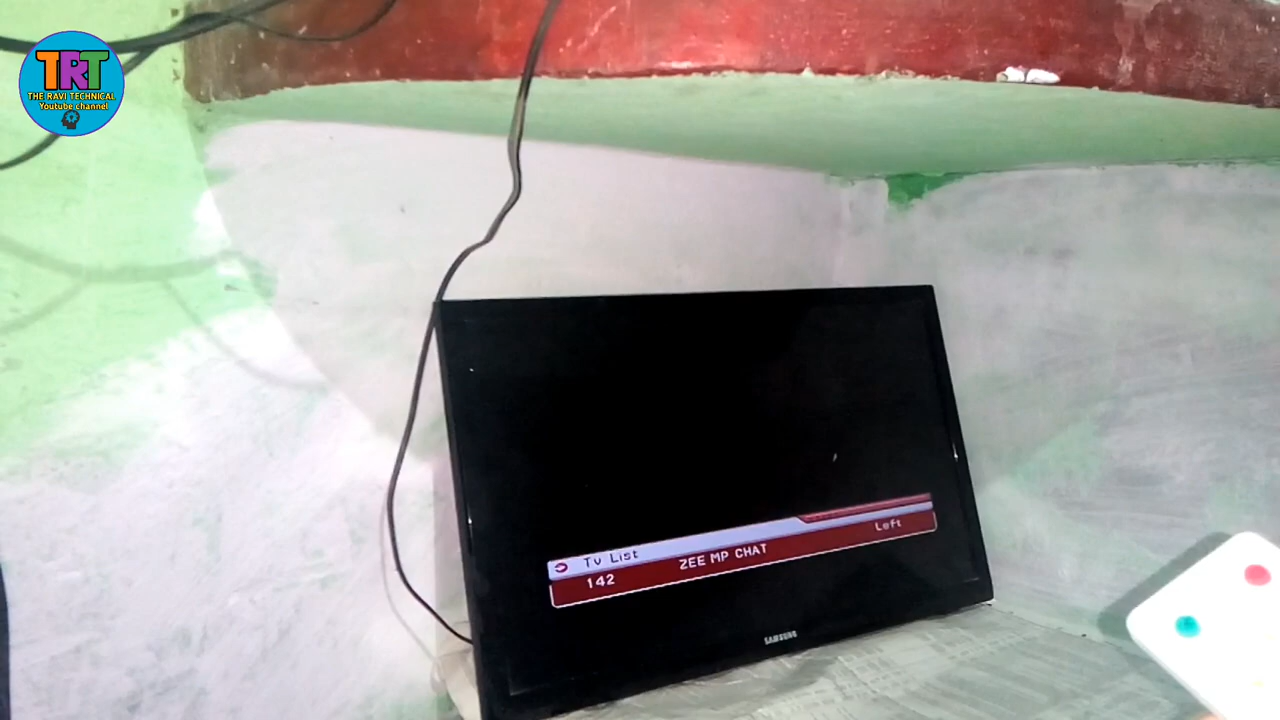 TRT
THE RAVI TECHNICAL
Youtube channel
Tv List
Left
142 ZEE MP CHAT
SAMSUNG